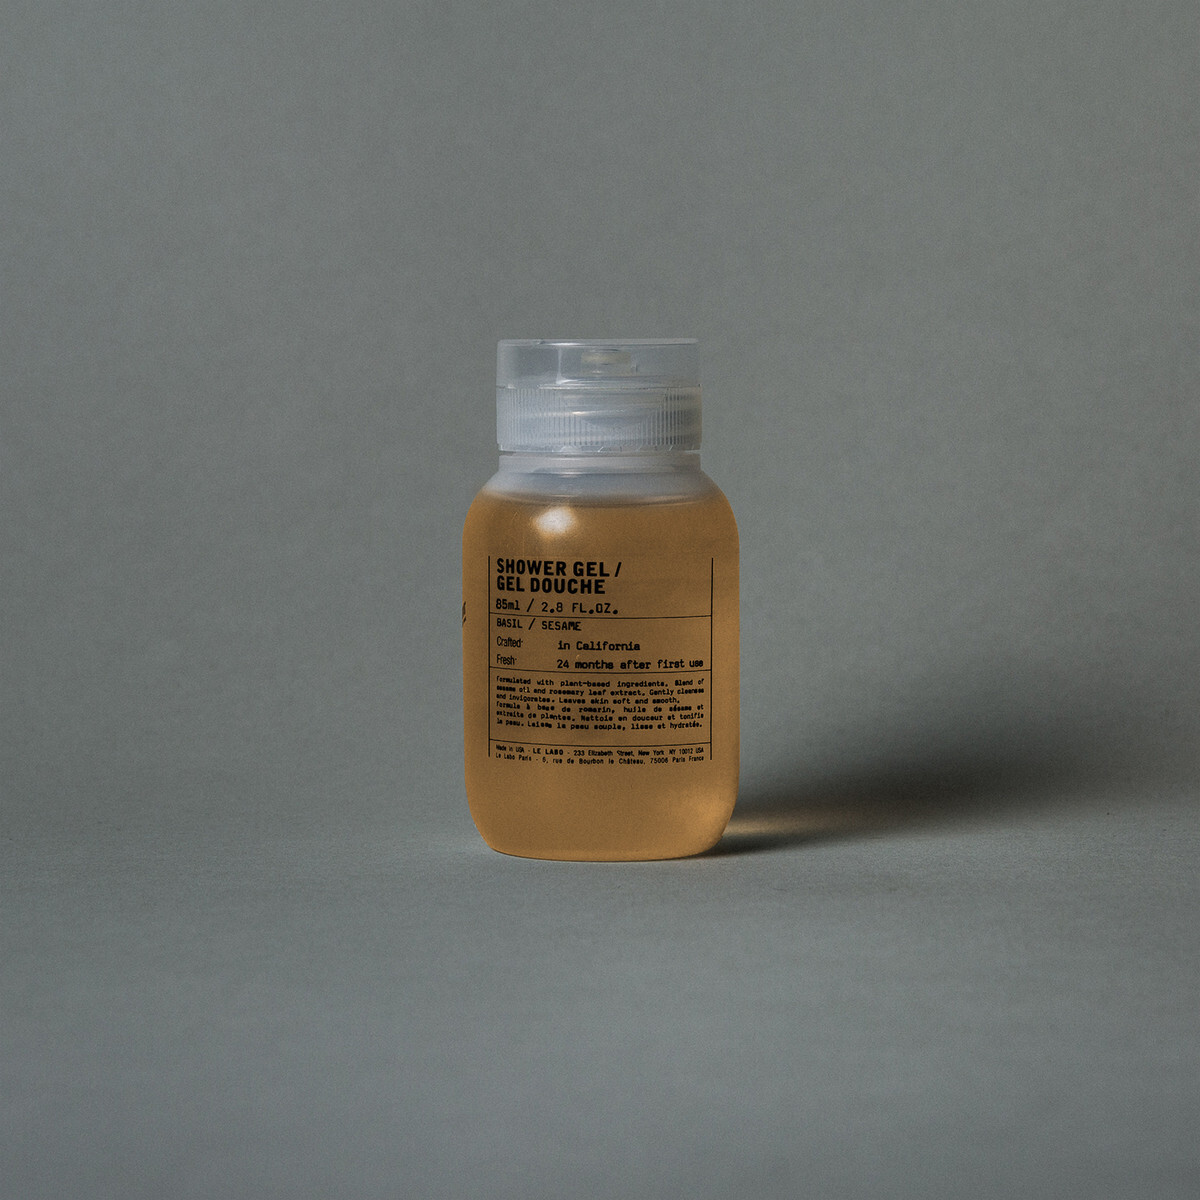 SHOWER GEL /
GEL DOUCHE
85ml / 2.8 FL.OZ.
BASIL / SESAME
Crafted: in California
Fresh: 24 months after first use
Formulated with plant-based ingredients. Blend of
sesame oil and rosemary leaf extract. Gently cleanses
and invigorates. Leaves skin soft and smooth.
Formule à base de romarin, huile de sésame et
extraits de plantes. Nettoie en douceur et tonifie
la peau. Laisse la peau souple, lisse et hydratée.
Made in USA - LE LABO - 233 Elizabeth Street, New York NY 10012 USA
Le Labo Paris - 6, rue de Bourbon le Château, 75006 Paris France